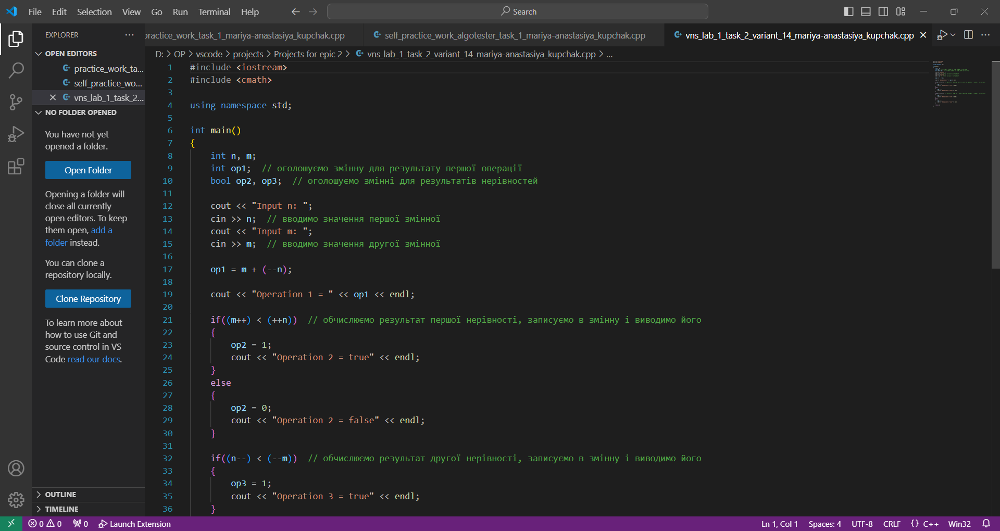 File Edit Selection View Go Run Terminal Help
Search
EXPLORER
OPEN EDITORS
practice_work_ta...
self_practice_wo...
vns_lab_1_task_2...
NO FOLDER OPENED
You have not yet
opened a folder.
Open Folder
Opening a folder will
close all currently
open editors. To keep
them open, add a
folder instead.
You can clone a
repository locally.
Clone Repository
To learn more about
how to use Git and
source control in VS
Code read our docs.
OUTLINE
TIMELINE
ractice_work_task_1_mariya-anastasiya_kupchak.cpp
self_practice_work_algotester_task_1_mariya-anastasiya_kupchak.cpp
vns_lab_1_task_2_variant_14_mariya-anastasiya_kupchak.cpp
D: > OP > vscode > projects > Projects for epic 2 > vns_lab_1_task_2_variant_14_mariya-anastasiya_kupchak.cpp > ...
1 #include <iostream>
2 #include <cmath>
3
4 using namespace std;
5
6 int main()
7 {
8 int n, m;
9 int op1; // оголошуємо змінну для результату першої операції
10 bool op2, op3; // оголошуємо змінні для результатів нерівностей
11
12 cout << "Input n: ";
13 cin >> n; // вводимо значення першої змінної
14 cout << "Input m: ";
15 cin >> m; // вводимо значення другої змінної
16
17 op1 = m + (--n);
18
19 cout << "Operation 1 = " << op1 << endl;
20
21 if((m++) < (++n)) // обчислюємо результат першої нерівності, записуємо в змінну і виводимо його
22 {
23 op2 = 1;
24 cout << "Operation 2 = true" << endl;
25 }
26 else
27 {
28 op2 = 0;
29 cout << "Operation 2 = false" << endl;
30 }
31
32 if((n--) < (--m)) // обчислюємо результат другої нерівності, записуємо в змінну і виводимо його
33 {
34 op3 = 1;
35 cout << "Operation 3 = true" << endl;
36 }
0 0 0 Launch Extension
Ln 1, Col 1 Spaces: 4 UTF-8 CRLF {} C++ Win32